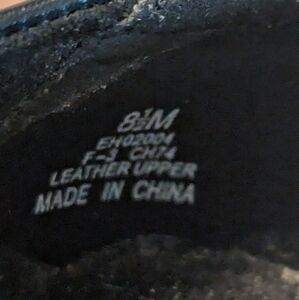 8½M
EH02004
F-3 CH74
LEATHER UPPER
MADE IN CHINA